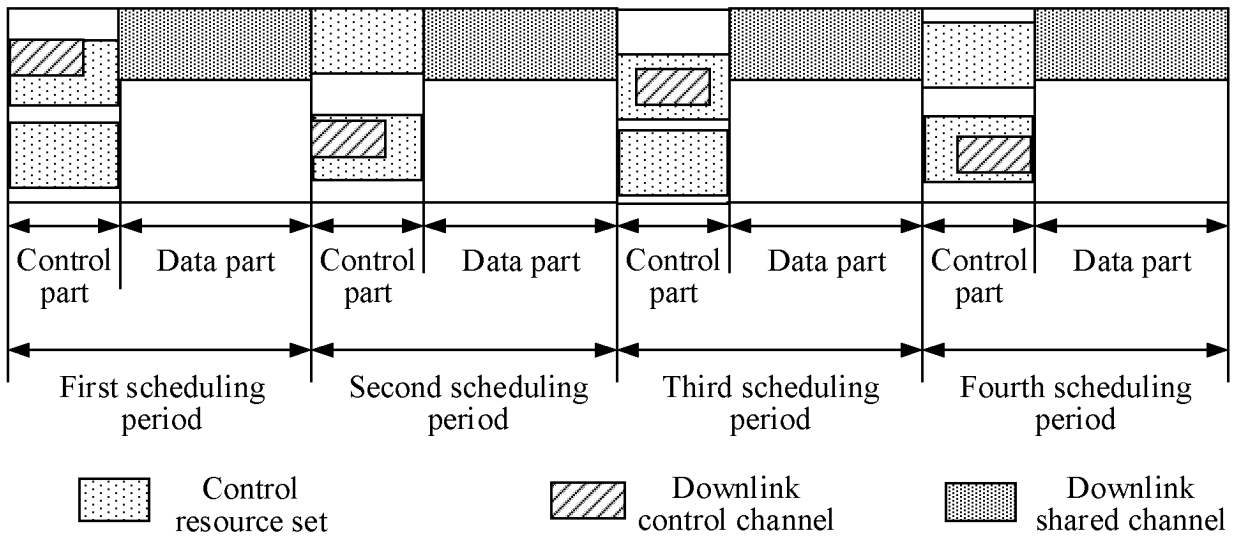 Control
part
Data part
Control
part
Data part
Control
part
Data part
Control
part
Data part
First scheduling
period
Second scheduling
period
Third scheduling
period
Fourth scheduling
period
Control
resource set
Downlink
control channel
Downlink
shared channel